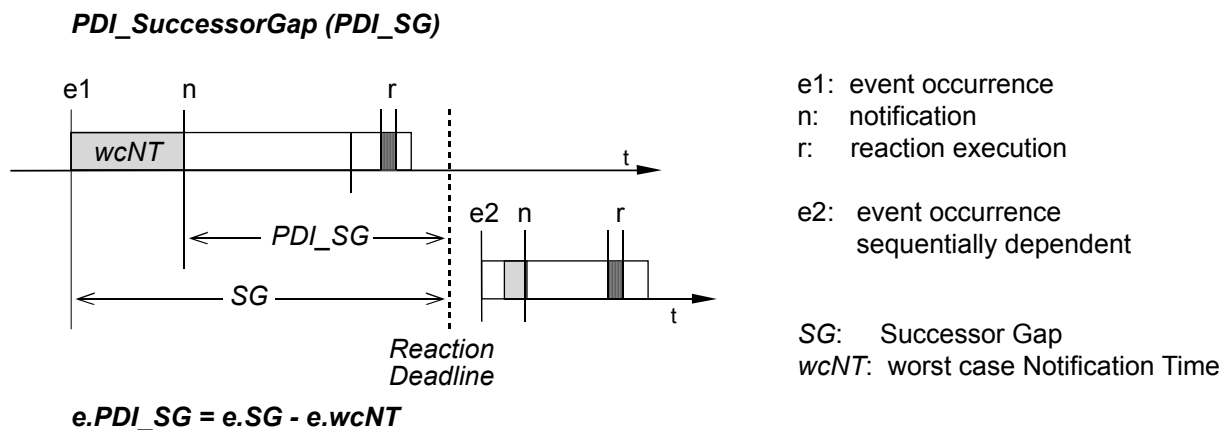 PDI_SuccessorGap (PDI_SG)
e1 n r
wcNT
t
PDI_SG
SG
e2 n r
t
Reaction
Deadline
e.PDI_SG = e.SG - e.wcNT
e1: event occurrence
n: notification
r: reaction execution
e2: event occurrence
sequentially dependent
SG: Successor Gap
wcNT: worst case Notification Time